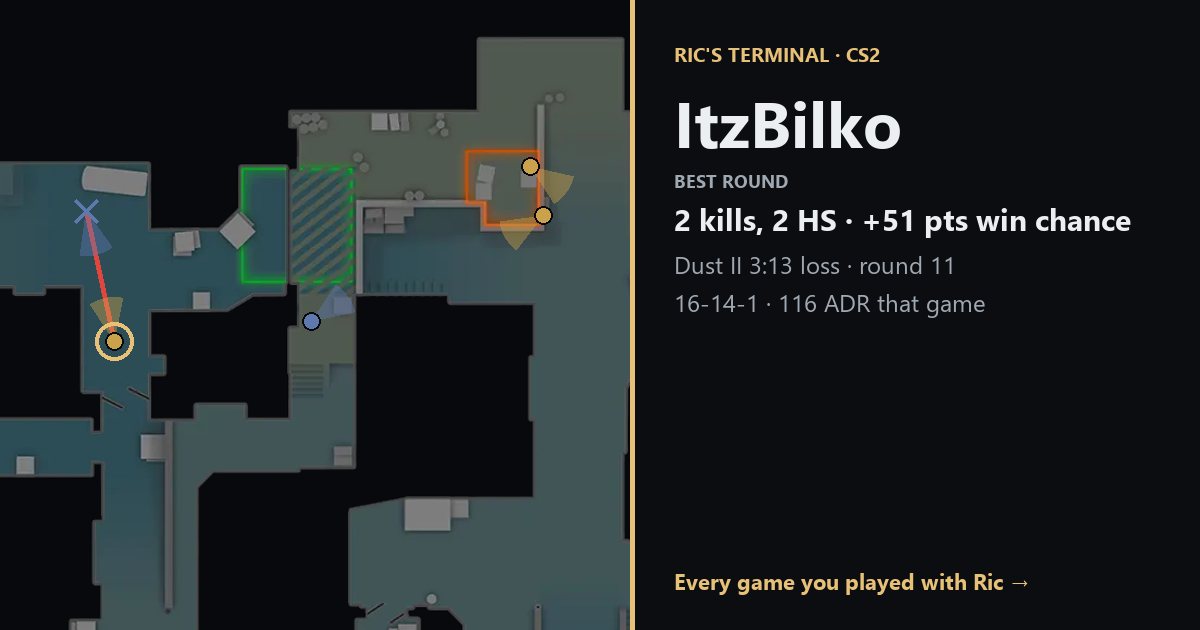 RIC'S TERMINAL · CS2
ItzBilko
BEST ROUND
2 kills, 2 HS · +51 pts win chance
Dust II 3:13 loss · round 11
16-14-1 · 116 ADR that game
Every game you played with Ric →